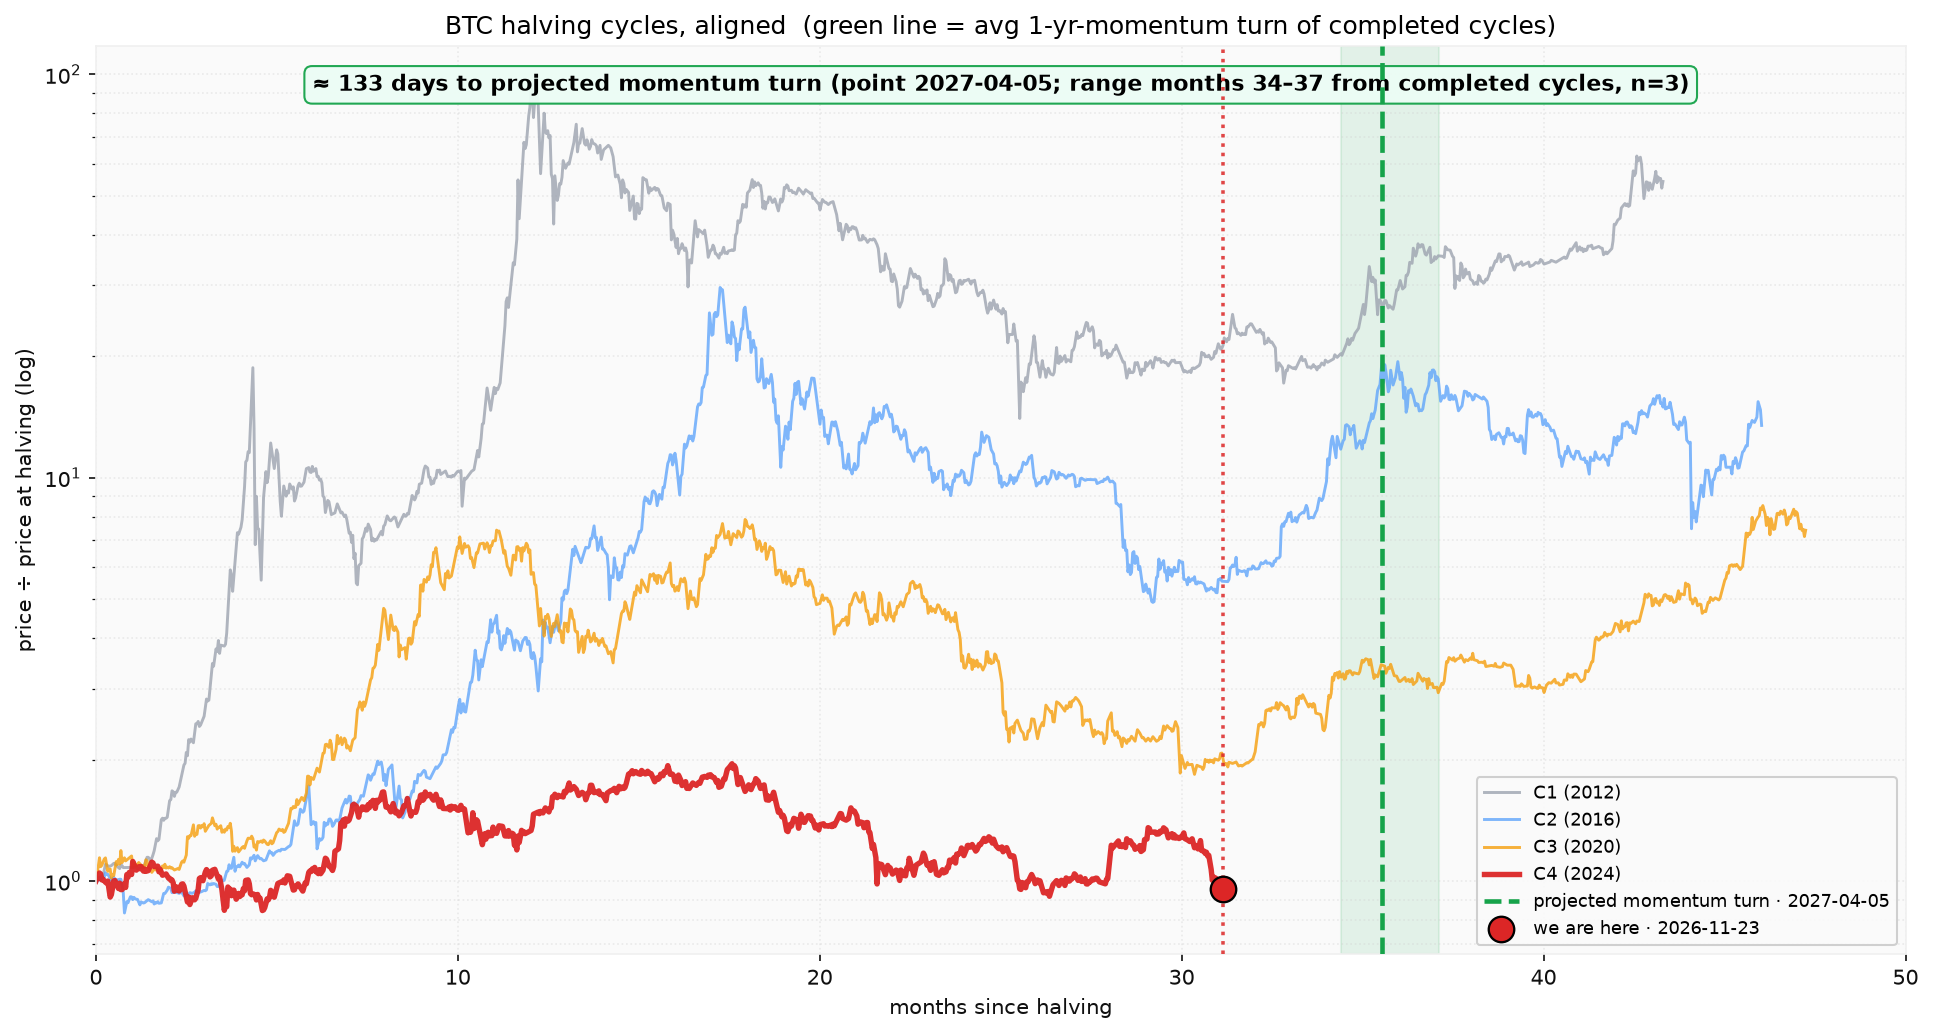 BTC halving cycles, aligned  (green line = avg 1-yr-momentum turn of completed cycles)
≈ 133 days to projected momentum turn (point 2027-04-05; range months 34–37 from completed cycles, n=3)
price ÷ price at halving (log)
10²
10¹
10⁰
C1 (2012)
C2 (2016)
C3 (2020)
C4 (2024)
projected momentum turn · 2027-04-05
we are here · 2026-11-23
0 10 20 30 40 50
months since halving